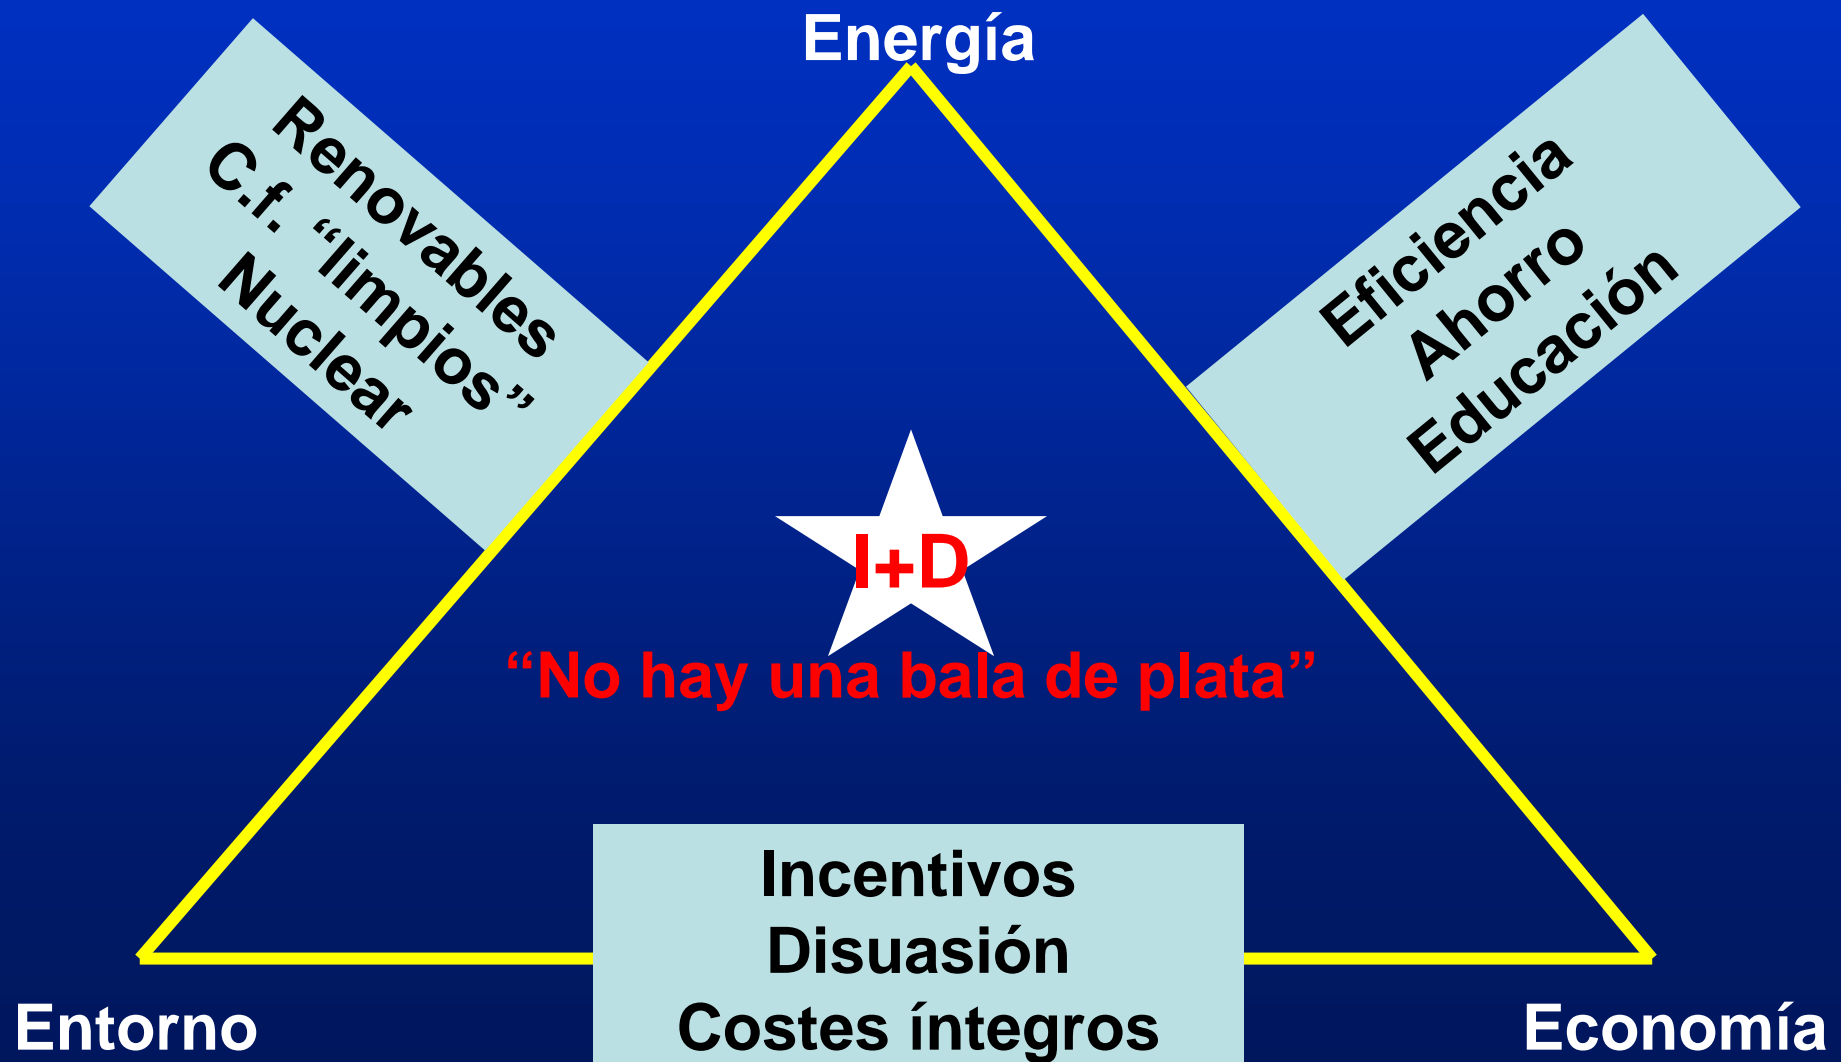 Energía
Renovables
C.f. “limpios”
Nuclear
Eficiencia
Ahorro
Educación
I+D
“No hay una bala de plata”
Incentivos
Disuasión
Costes íntegros
Entorno
Economía